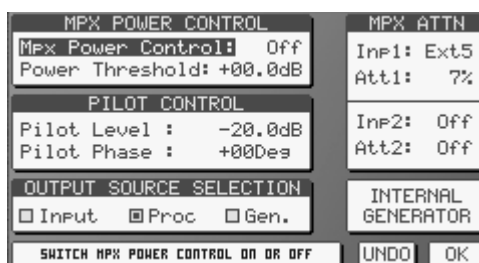 MPX POWER CONTROL
Mpx Power Control: Off
Power Threshold: +00.0dB
PILOT CONTROL
Pilot Level : -20.0dB
Pilot Phase : +00Deg
OUTPUT SOURCE SELECTION
Input Proc Gen.
SWITCH MPX POWER CONTROL ON OR OFF
MPX ATTN
Inp1: Ext5
Att1: 7%
Inp2: Off
Att2: Off
INTERNAL
GENERATOR
UNDO OK